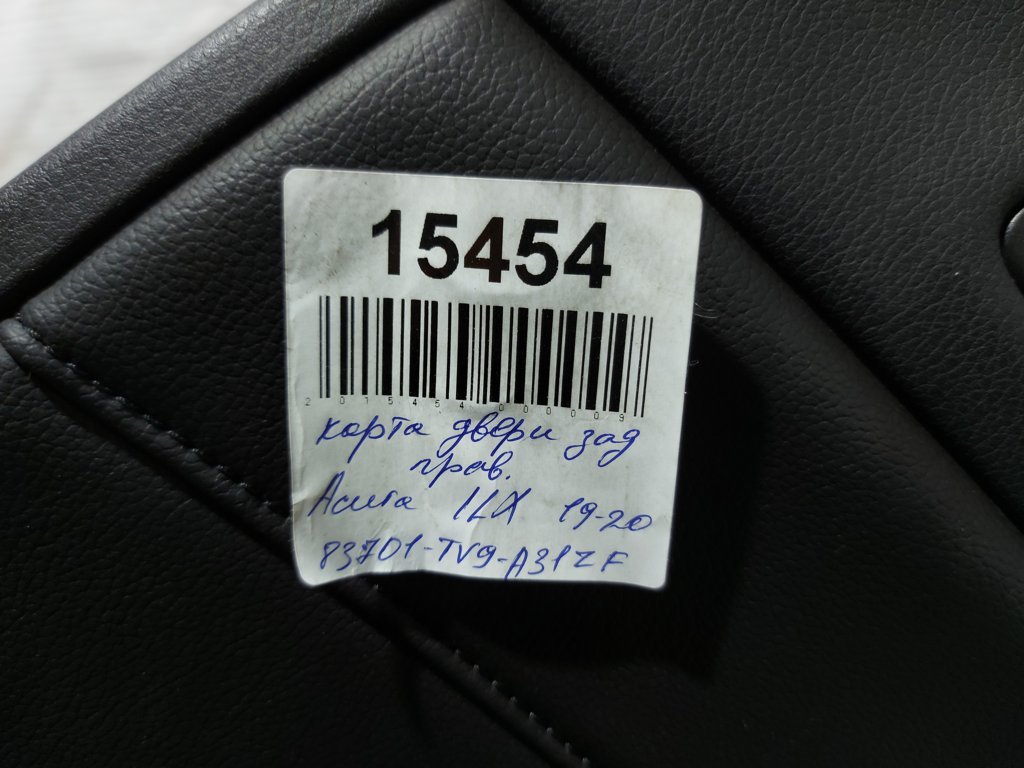 15454
2015454000009
карта двери зад
прав.
Acura ILX 19-20
83701-TV9-A31ZF